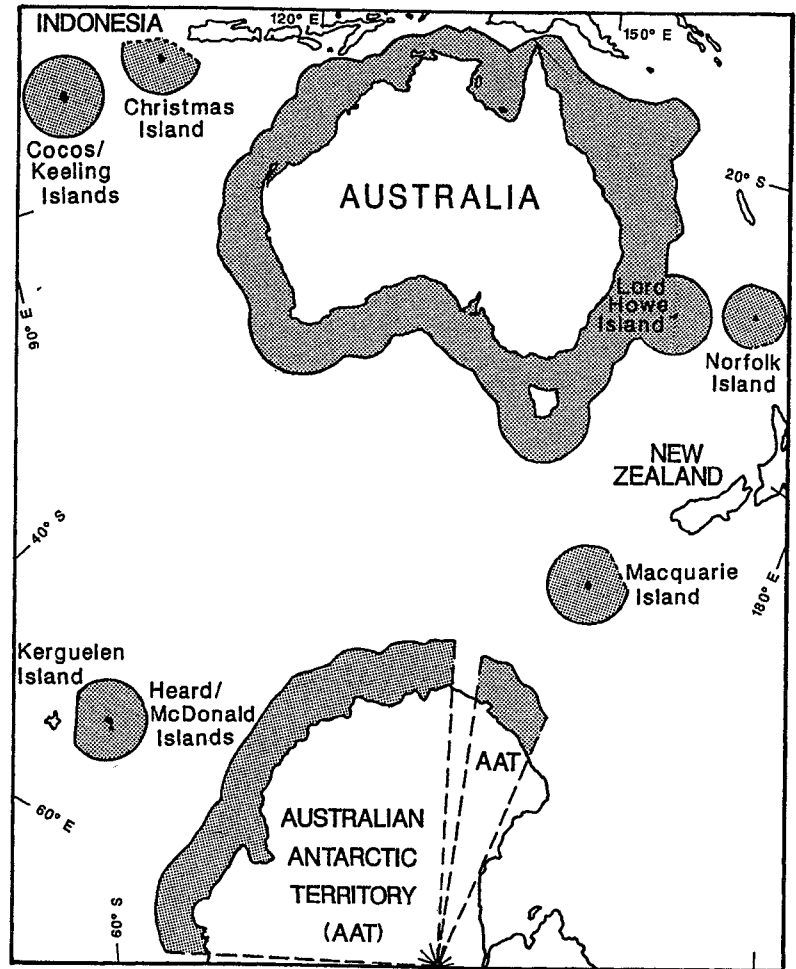 INDONESIA
120° E
150° E
Christmas
Island
Cocos/
Keeling
Islands
AUSTRALIA
20° S
90° E
Lord
Howe
Island
Norfolk
Island
NEW
ZEALAND
40° S
Macquarie
Island
180° E
Kerguelen
Island
Heard/
McDonald
Islands
AAT
60° E
AUSTRALIAN
ANTARCTIC
TERRITORY
(AAT)
60° S